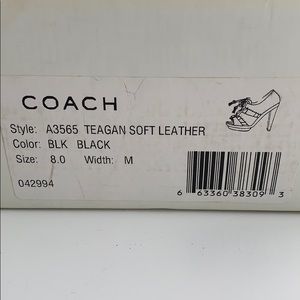 COACH
Style: A3565 TEAGAN SOFT LEATHER
Color: BLK BLACK
Size: 8.0 Width: M
042994
6 63360 38309 3